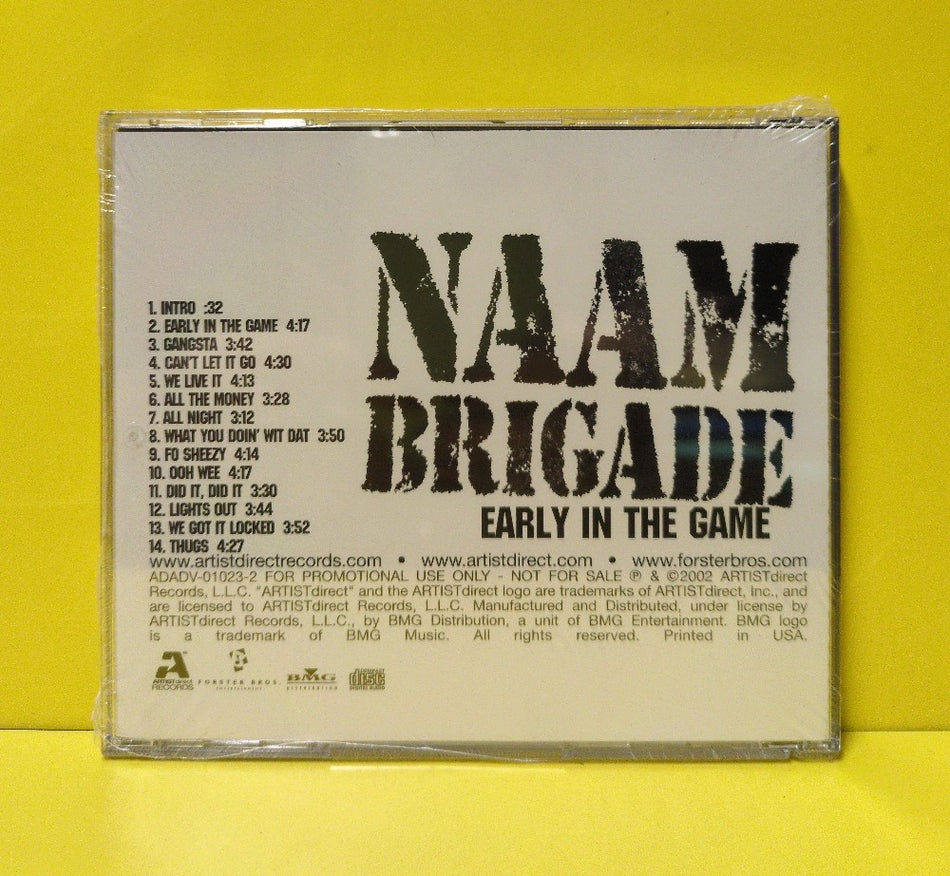 NAAM
BRIGADE
EARLY IN THE GAME
1. INTRO :32
2. EARLY IN THE GAME 4:17
3. GANGSTA 3:42
4. CAN'T LET IT GO 4:30
5. WE LIVE IT 4:13
6. ALL THE MONEY 3:28
7. ALL NIGHT 3:12
8. WHAT YOU DOIN' WIT DAT 3:50
9. FO SHEEZY 4:14
10. OOH WEE 4:17
11. DID IT, DID IT 3:30
12. LIGHTS OUT 3:44
13. WE GOT IT LOCKED 3:52
14. THUGS 4:27
www.artistdirectrecords.com • www.artistdirect.com • www.forsterbros.com
ADADV-01023-2 FOR PROMOTIONAL USE ONLY - NOT FOR SALE ℗ & ©2002 ARTISTdirect
Records, L.L.C. "ARTISTdirect" and the ARTISTdirect logo are trademarks of ARTISTdirect, Inc., and
are licensed to ARTISTdirect Records, L.L.C. Manufactured and Distributed, under license by
ARTISTdirect Records, L.L.C., by BMG Distribution, a unit of BMG Entertainment. BMG logo
is a trademark of BMG Music. All rights reserved. Printed in USA.
ARTISTdirect
RECORDS
FORSTER BROS.
ENTERTAINMENT
BMG
DISTRIBUTION
COMPACT
disc
DIGITAL AUDIO